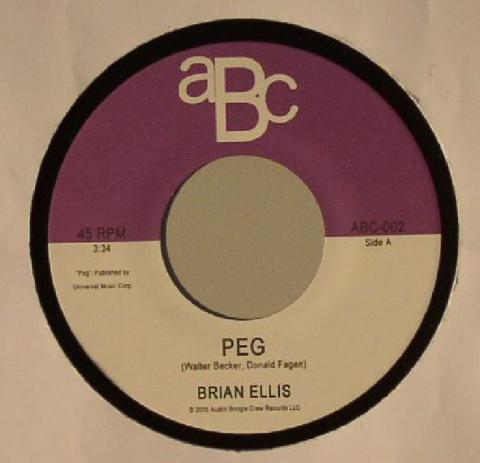 aBc
45 RPM
3:34
"Peg", Published by
Universal Music Corp.
ABC-002
Side A
PEG
(Walter Becker, Donald Fagen)
BRIAN ELLIS
© 2015 Austin Boogie Crew Records LLC